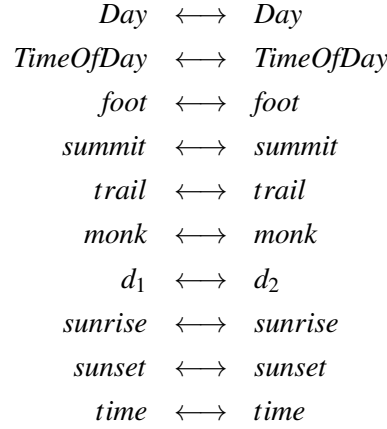 Day ⟷ Day
TimeOfDay ⟷ TimeOfDay
foot ⟷ foot
summit ⟷ summit
trail ⟷ trail
monk ⟷ monk
d₁ ⟷ d₂
sunrise ⟷ sunrise
sunset ⟷ sunset
time ⟷ time